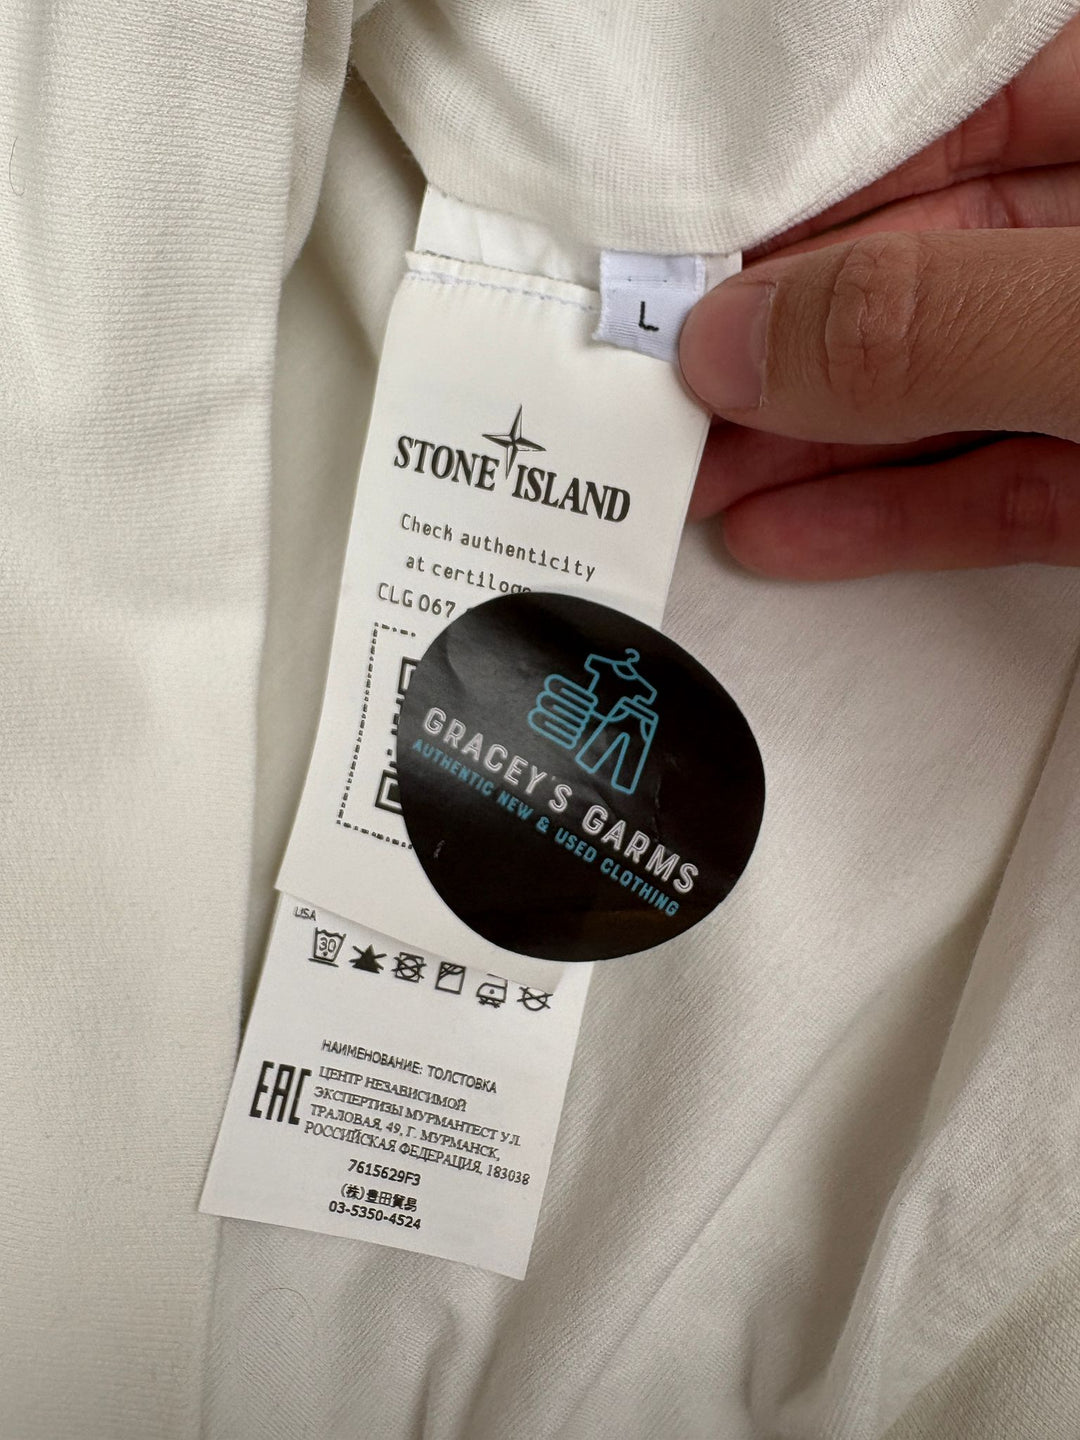 L
STONE ISLAND
Check authenticity
at certilogo
CLG 067
GRACEY'S GARMS
AUTHENTIC NEW & USED CLOTHING
USA
30
НАИМЕНОВАНИЕ: ТОЛСТОВКА
EAC
ЦЕНТР НЕЗАВИСИМОЙ
ЭКСПЕРТИЗЫ МУРМАНТЕСТ УЛ.
ТРАЛОВАЯ, 49, Г. МУРМАНСК,
РОССИЙСКАЯ ФЕДЕРАЦИЯ, 183038
7615629F3
(株)豊田貿易
03-5350-4524